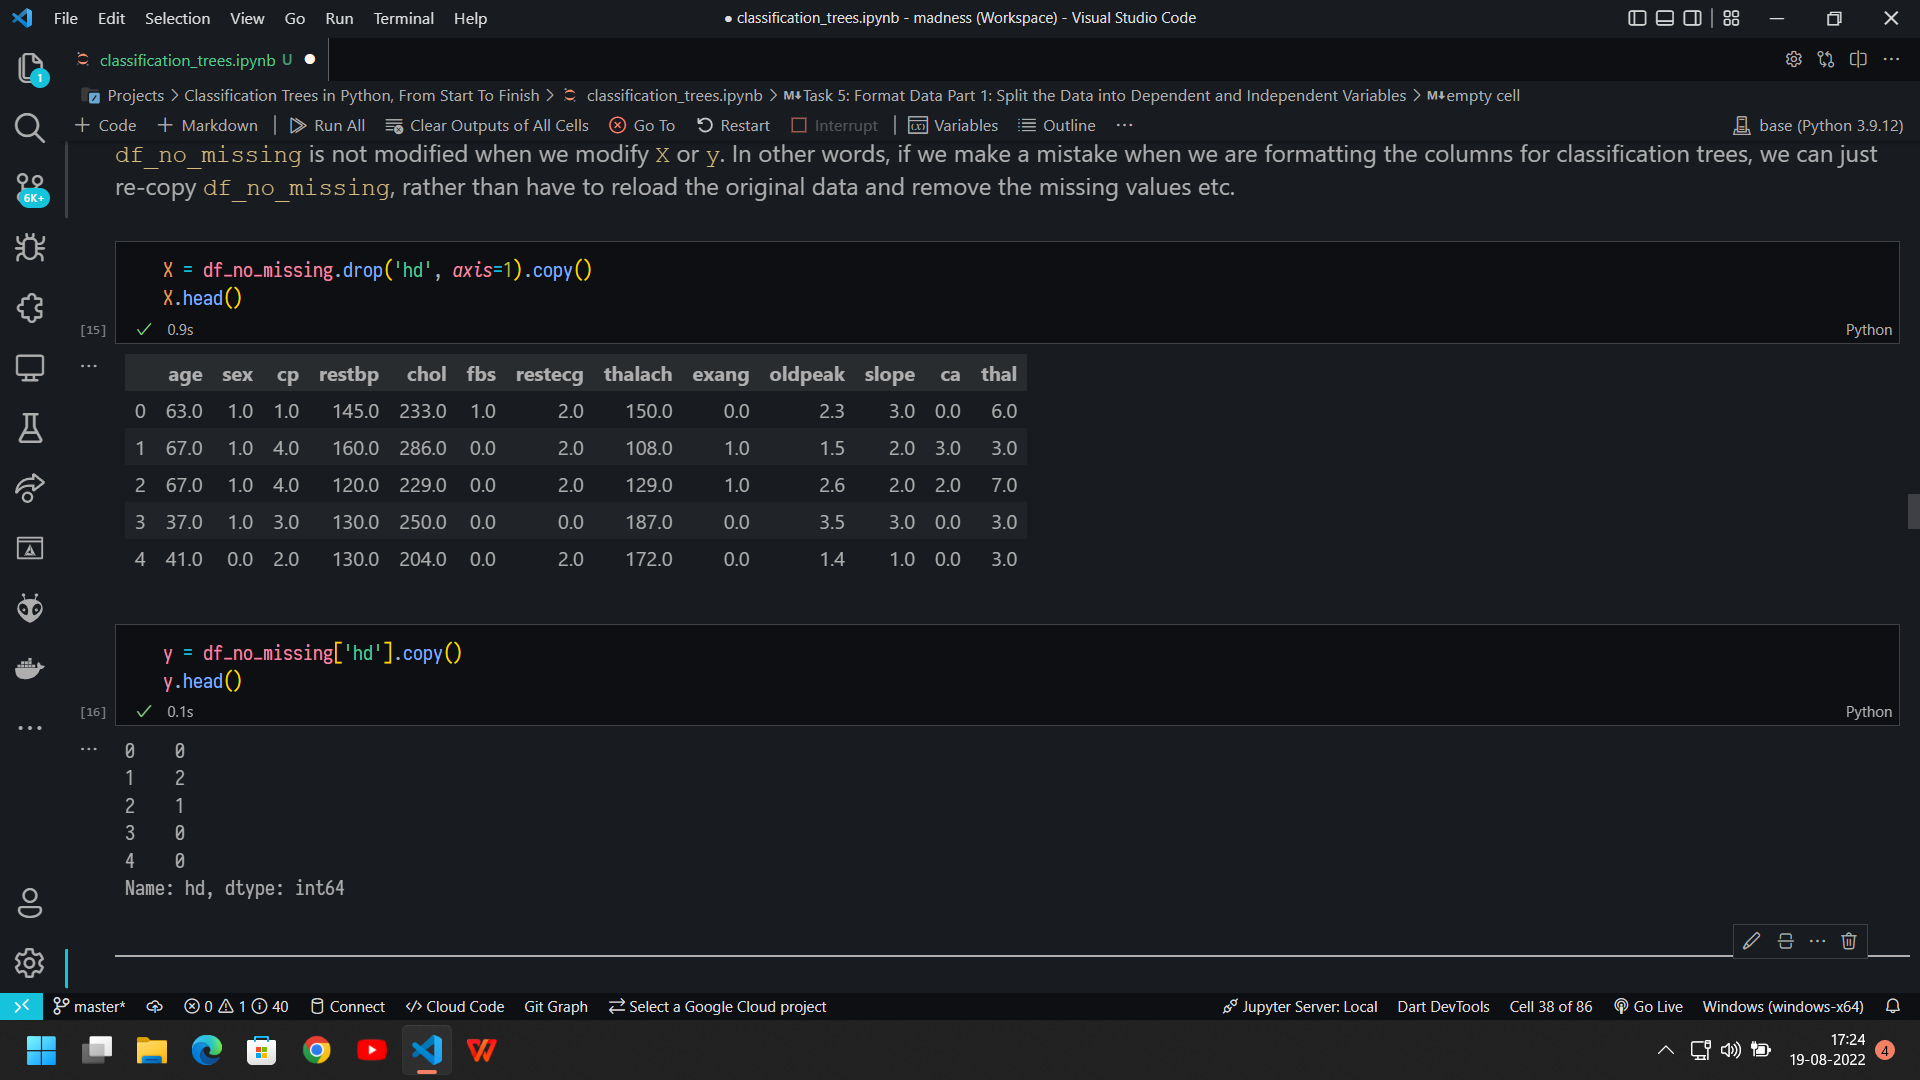 File Edit Selection View Go Run Terminal Help
● classification_trees.ipynb - madness (Workspace) - Visual Studio Code
classification_trees.ipynb U ●
Projects > Classification Trees in Python, From Start To Finish > classification_trees.ipynb > M↓Task 5: Format Data Part 1: Split the Data into Dependent and Independent Variables > M↓empty cell
+ Code + Markdown Run All Clear Outputs of All Cells Go To Restart Interrupt Variables Outline ··· base (Python 3.9.12)
df_no_missing is not modified when we modify X or y. In other words, if we make a mistake when we are formatting the columns for classification trees, we can just
re-copy df_no_missing, rather than have to reload the original data and remove the missing values etc.
X = df_no_missing.drop('hd', axis=1).copy()
X.head()
[15] ✓ 0.9s Python
age sex cp restbp chol fbs restecg thalach exang oldpeak slope ca thal
0 63.0 1.0 1.0 145.0 233.0 1.0 2.0 150.0 0.0 2.3 3.0 0.0 6.0
1 67.0 1.0 4.0 160.0 286.0 0.0 2.0 108.0 1.0 1.5 2.0 3.0 3.0
2 67.0 1.0 4.0 120.0 229.0 0.0 2.0 129.0 1.0 2.6 2.0 2.0 7.0
3 37.0 1.0 3.0 130.0 250.0 0.0 0.0 187.0 0.0 3.5 3.0 0.0 3.0
4 41.0 0.0 2.0 130.0 204.0 0.0 2.0 172.0 0.0 1.4 1.0 0.0 3.0
y = df_no_missing['hd'].copy()
y.head()
[16] ✓ 0.1s Python
0 0
1 2
2 1
3 0
4 0
Name: hd, dtype: int64
1
6K+
master* 0 1 40 Connect Cloud Code Git Graph Select a Google Cloud project Jupyter Server: Local Dart DevTools Cell 38 of 86 Go Live Windows (windows-x64)
17:24
19-08-2022
4